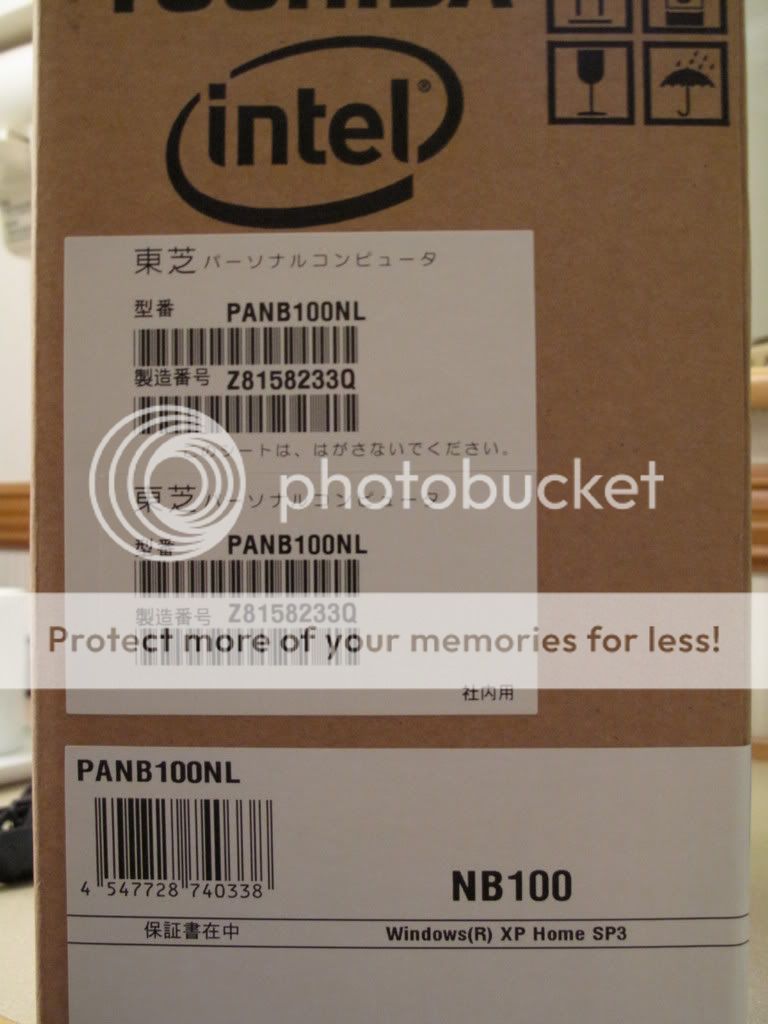 TOSHIBA
intel®
東芝パーソナルコンピュータ
型番 PANB100NL
製造番号 Z8158233Q
シートは、はがさないでください。
photobucket
東芝パーソナルコンピュータ
型番 PANB100NL
製造番号 Z8158233Q
Protect more of your memories for less!
社内用
PANB100NL
4 547728 740338
NB100
保証書在中
Windows(R) XP Home SP3